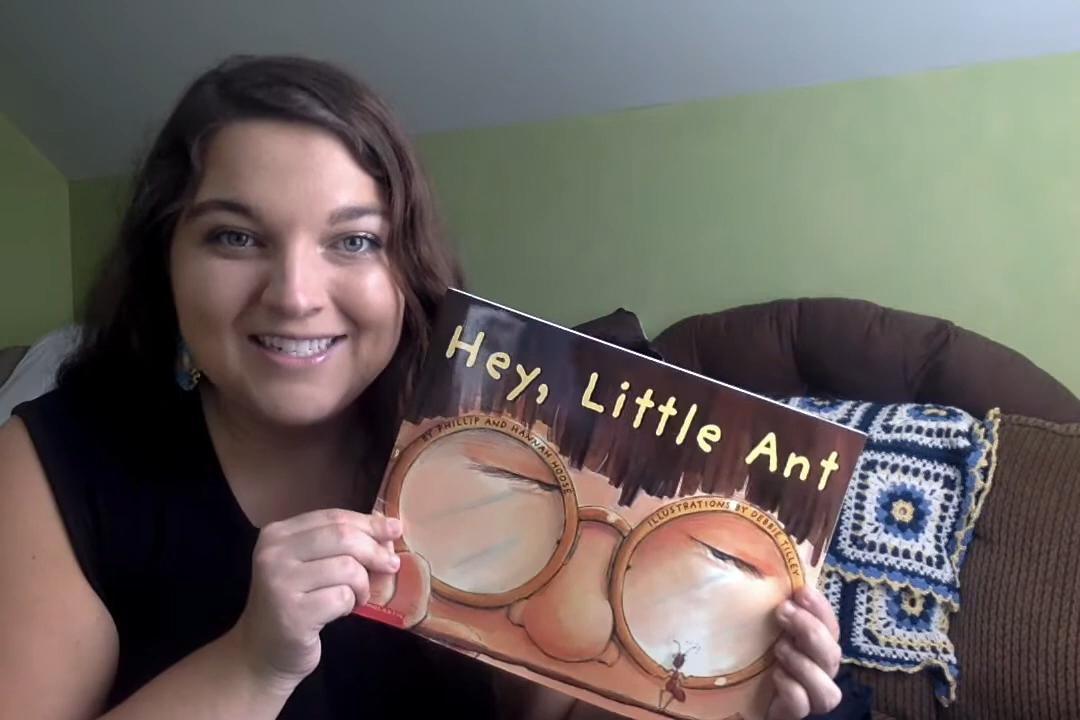 Hey, Little Ant
BY PHILLIP AND HANNAH HOOSE
ILLUSTRATIONS BY DEBBIE TILLEY